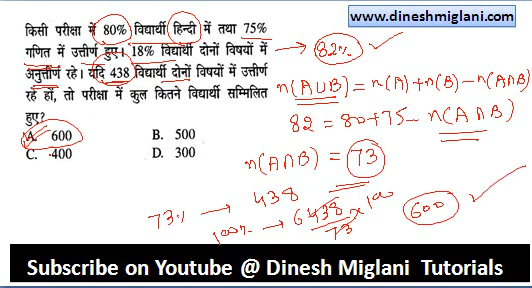 www.dineshmiglani.com
किसी परीक्षा में 80% विद्यार्थी हिन्दी में तथा 75%
गणित में उत्तीर्ण हुए। 18% विद्यार्थी दोनों विषयों में
अनुत्तीर्ण रहे। यदि 438 विद्यार्थी दोनों विषयों में उत्तीर्ण
रहे हों, तो परीक्षा में कुल कितने विद्यार्थी सम्मिलित
हुए?
A. 600 B. 500
C. 400 D. 300
82%
n(A∪B) = n(A)+n(B)-n(A∩B)
82 = 80+75- n(A∩B)
n(A∩B) = 73
73% → 438
100% → 6 438/73 × 100
600
Subscribe on Youtube @ Dinesh Miglani Tutorials